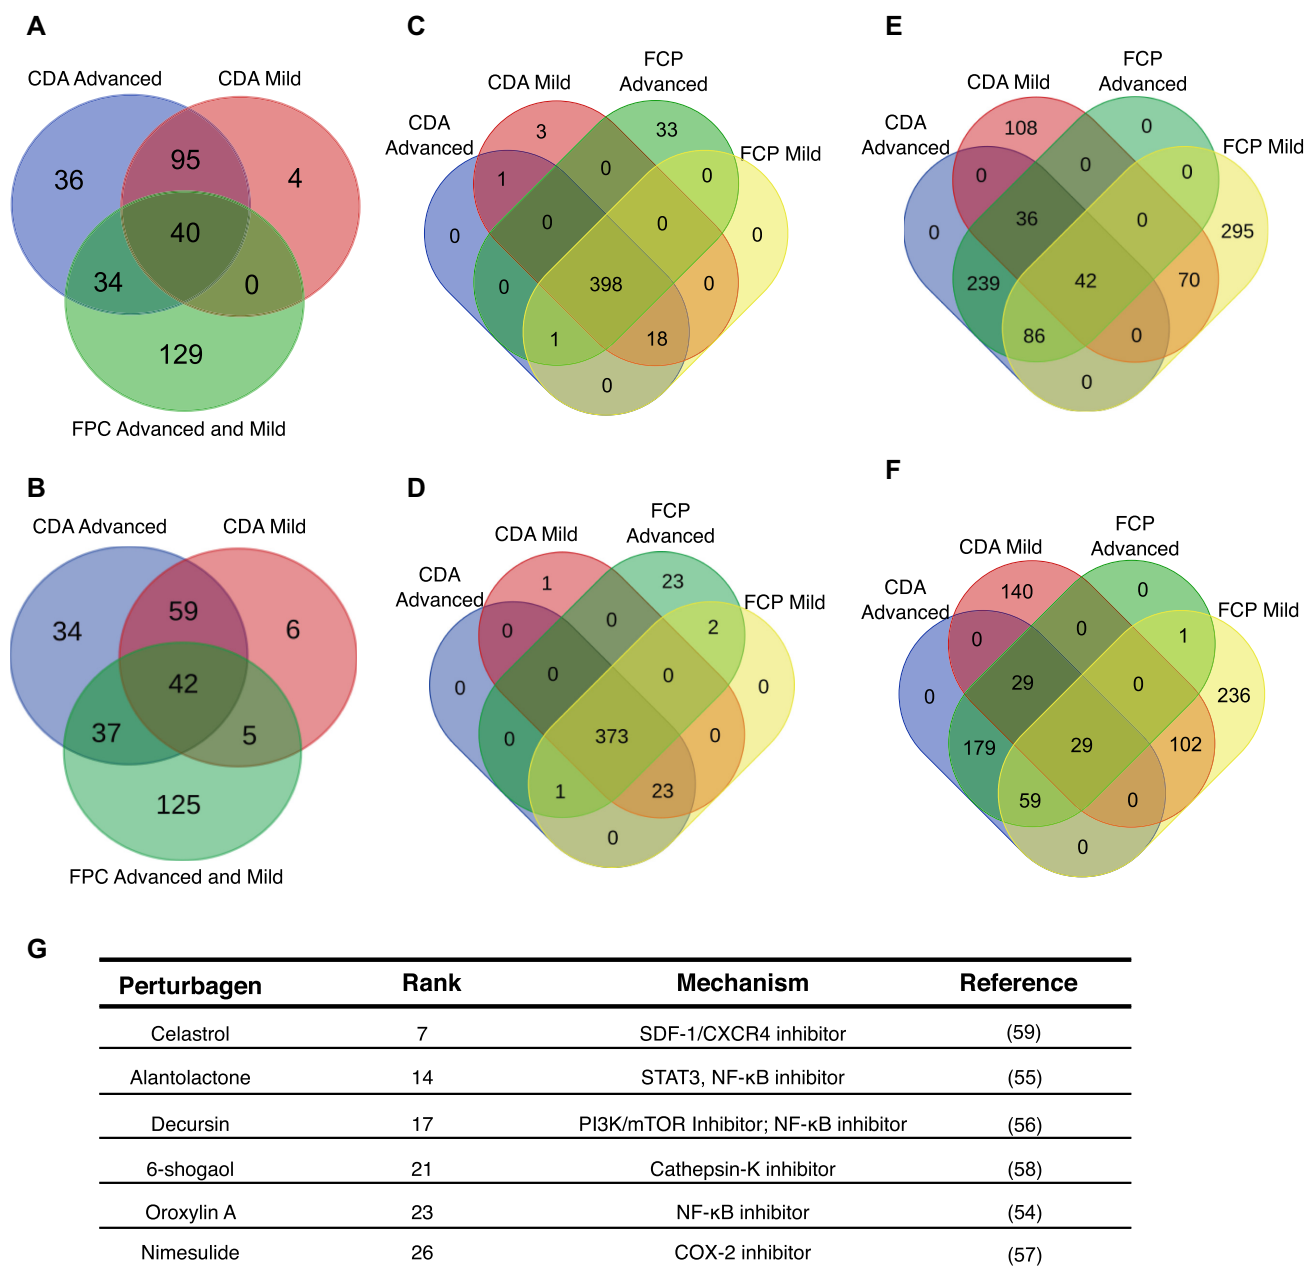 A
CDA Advanced
CDA Mild
36
95
4
40
34
0
129
FPC Advanced and Mild
B
CDA Advanced
CDA Mild
34
59
6
42
37
5
125
FPC Advanced and Mild
C
CDA Mild
FCP
Advanced
CDA
Advanced
FCP Mild
3
33
1
0
0
0
0
0
0
0
398
0
1
18
0
D
CDA Mild
FCP
Advanced
CDA
Advanced
FCP Mild
1
23
0
0
2
0
0
0
0
0
373
0
1
23
0
E
CDA Mild
FCP
Advanced
CDA
Advanced
FCP Mild
108
0
0
0
0
0
36
0
295
239
42
70
86
0
0
F
CDA Mild
FCP
Advanced
CDA
Advanced
FCP Mild
140
0
0
0
1
0
29
0
236
179
29
102
59
0
0
G
Perturbagen Rank Mechanism Reference
Celastrol 7 SDF-1/CXCR4 inhibitor (59)
Alantolactone 14 STAT3, NF-κB inhibitor (55)
Decursin 17 PI3K/mTOR Inhibitor; NF-κB inhibitor (56)
6-shogaol 21 Cathepsin-K inhibitor (58)
Oroxylin A 23 NF-κB inhibitor (54)
Nimesulide 26 COX-2 inhibitor (57)